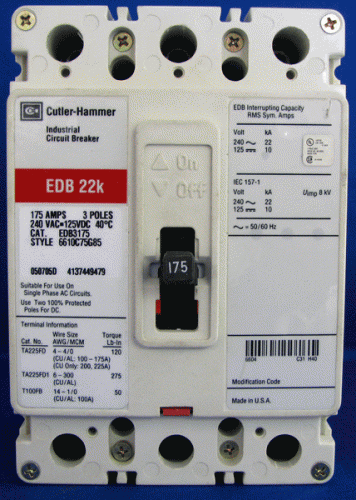 Cutler-Hammer
Industrial
Circuit Breaker
EDB 22k
175 AMPS 3 POLES
240 VAC=125VDC 40°C
CAT. EDB3175
STYLE 6610C75G85
050705D 4137449479
Suitable For Use On
Single Phase AC Circuits.
Use Two 100% Protected
Poles For DC.
Terminal Information
Wire Size Torque
Cat. No. AWG/MCM Lb-In
TA225FD 4-4/0 120
(CU/AL: 100 - 175A)
(CU Only: 200, 225A)
TA225FD1 6-300 275
(CU/AL)
T100FB 14-1/0 50
(CU/AL: 100A)
On
OFF
175
EDB Interrupting Capacity
RMS Sym. Amps
Volt kA
240 ~ 22
125 ⎓ 10
IEC 157-1
Volt kA Uimp 8 kV
240 ~ 22
125 ⎓ 10
~ = 50/60 Hz
C31 H40
Modification Code
Made in U.S.A.